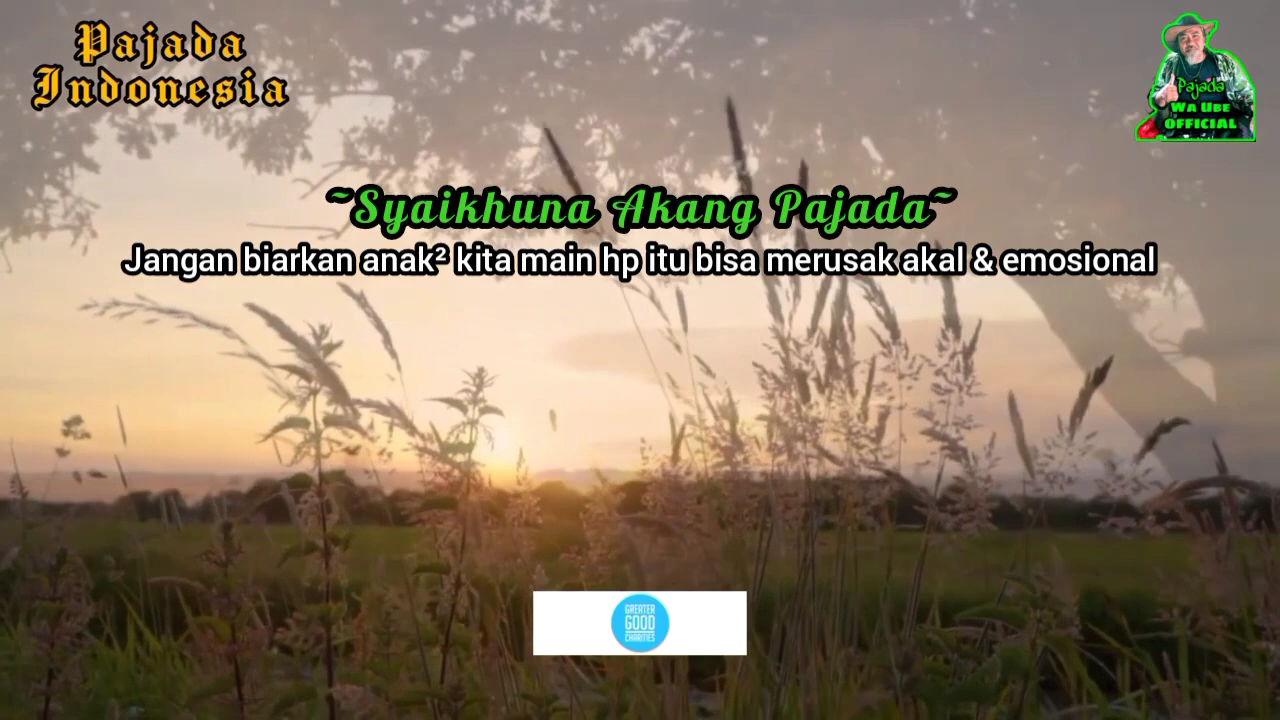 Pajada
Indonesia
Pajada
WA UBE
OFFICIAL
~Syaikhuna Akang Pajada~
Jangan biarkan anak² kita main hp itu bisa merusak akal & emosional
GREATER
GOOD
CHARITIES